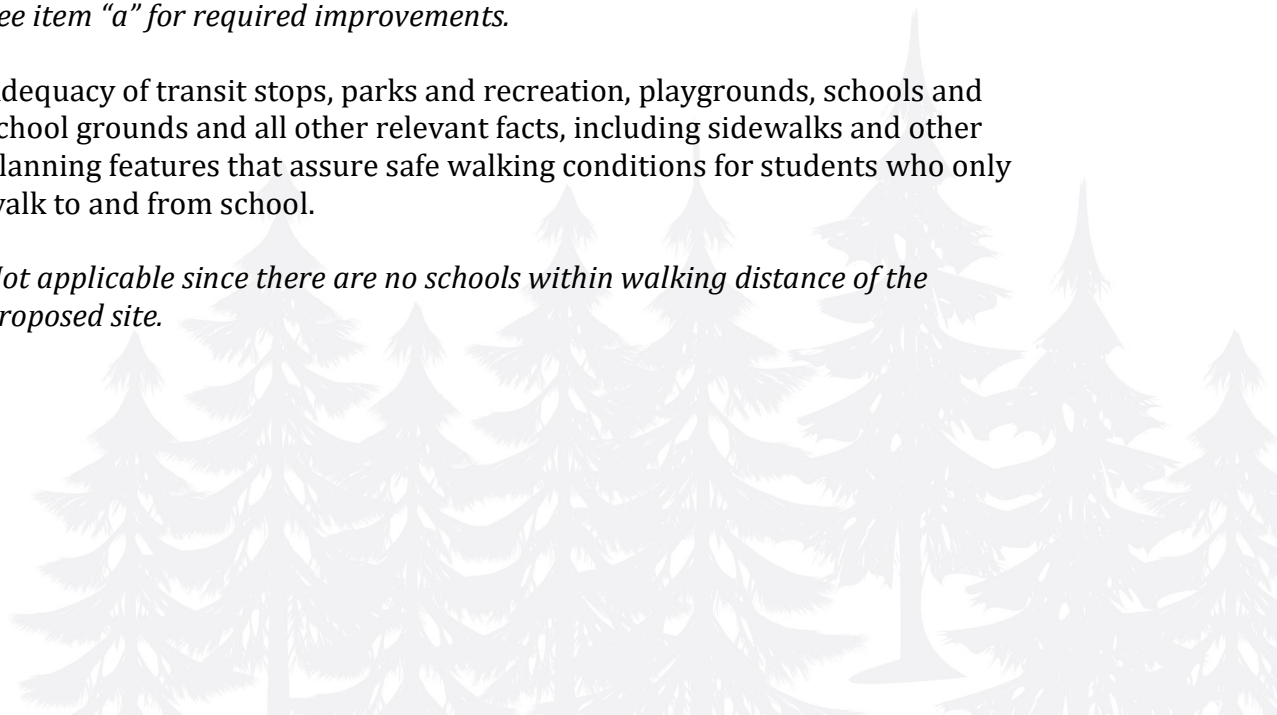 ee item “a” for required improvements.
dequacy of transit stops, parks and recreation, playgrounds, schools and
chool grounds and all other relevant facts, including sidewalks and other
lanning features that assure safe walking conditions for students who only
valk to and from school.
ot applicable since there are no schools within walking distance of the
roposed site.